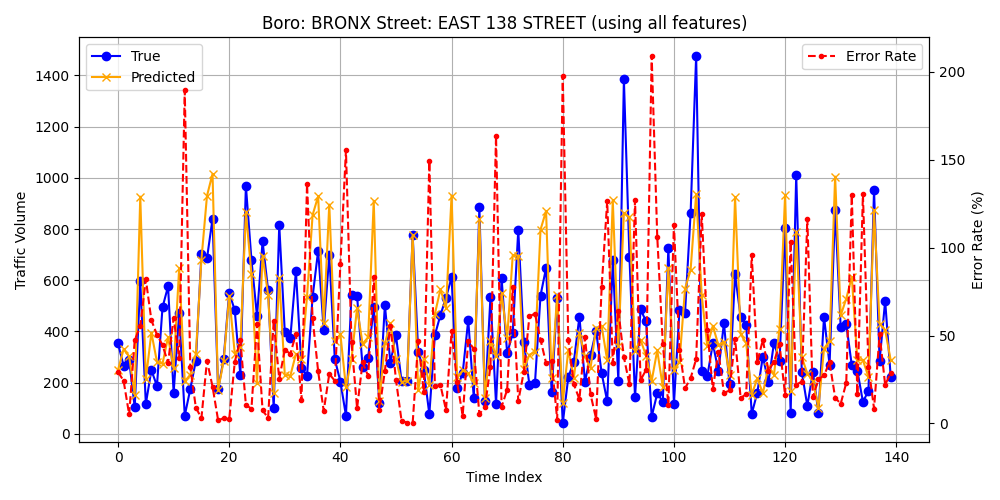 Boro: BRONX Street: EAST 138 STREET (using all features)
True
Predicted
Error Rate
Traffic Volume
1400
1200
1000
800
600
400
200
0
200
150
100
50
0
Error Rate (%)
0 20 40 60 80 100 120 140
Time Index